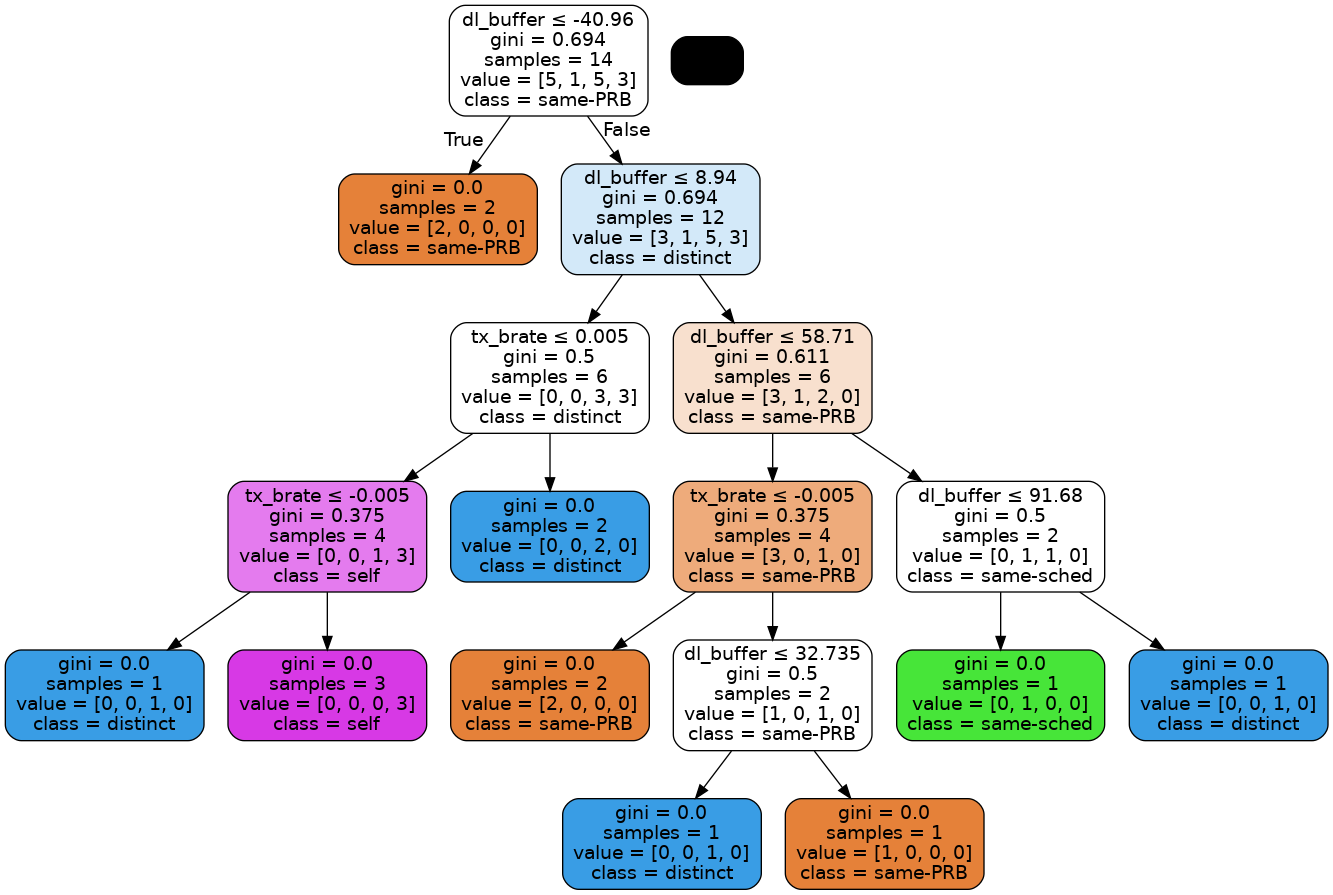 dl_buffer ≤ -40.96
gini = 0.694
samples = 14
value = [5, 1, 5, 3]
class = same-PRB
True
False
gini = 0.0
samples = 2
value = [2, 0, 0, 0]
class = same-PRB
dl_buffer ≤ 8.94
gini = 0.694
samples = 12
value = [3, 1, 5, 3]
class = distinct
tx_brate ≤ 0.005
gini = 0.5
samples = 6
value = [0, 0, 3, 3]
class = distinct
dl_buffer ≤ 58.71
gini = 0.611
samples = 6
value = [3, 1, 2, 0]
class = same-PRB
tx_brate ≤ -0.005
gini = 0.375
samples = 4
value = [0, 0, 1, 3]
class = self
gini = 0.0
samples = 2
value = [0, 0, 2, 0]
class = distinct
tx_brate ≤ -0.005
gini = 0.375
samples = 4
value = [3, 0, 1, 0]
class = same-PRB
dl_buffer ≤ 91.68
gini = 0.5
samples = 2
value = [0, 1, 1, 0]
class = same-sched
gini = 0.0
samples = 1
value = [0, 0, 1, 0]
class = distinct
gini = 0.0
samples = 3
value = [0, 0, 0, 3]
class = self
gini = 0.0
samples = 2
value = [2, 0, 0, 0]
class = same-PRB
dl_buffer ≤ 32.735
gini = 0.5
samples = 2
value = [1, 0, 1, 0]
class = same-PRB
gini = 0.0
samples = 1
value = [0, 1, 0, 0]
class = same-sched
gini = 0.0
samples = 1
value = [0, 0, 1, 0]
class = distinct
gini = 0.0
samples = 1
value = [0, 0, 1, 0]
class = distinct
gini = 0.0
samples = 1
value = [1, 0, 0, 0]
class = same-PRB